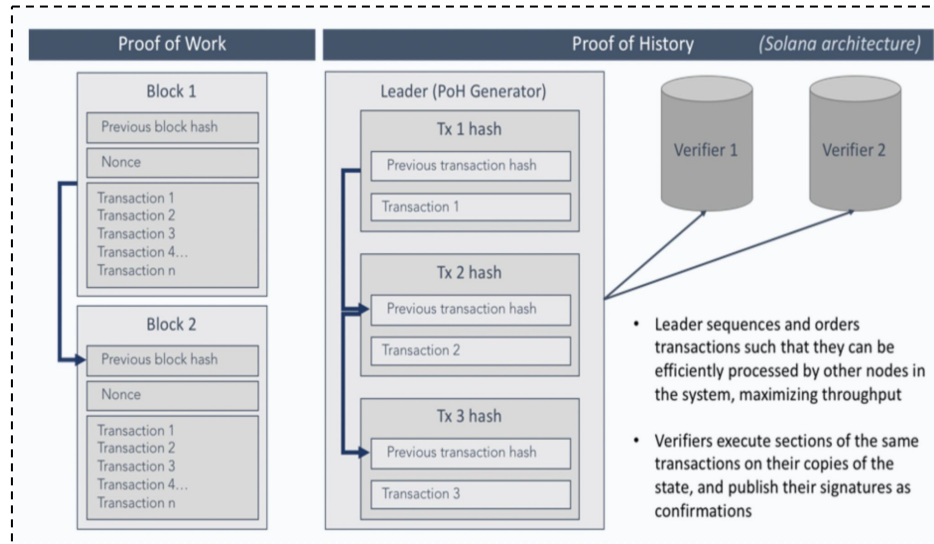 Proof of Work
Block 1
Previous block hash
Nonce
Transaction 1
Transaction 2
Transaction 3
Transaction 4...
Transaction n
Block 2
Previous block hash
Nonce
Transaction 1
Transaction 2
Transaction 3
Transaction 4...
Transaction n
Proof of History (Solana architecture)
Leader (PoH Generator)
Tx 1 hash
Previous transaction hash
Transaction 1
Tx 2 hash
Previous transaction hash
Transaction 2
Tx 3 hash
Previous transaction hash
Transaction 3
Verifier 1
Verifier 2
• Leader sequences and orders
transactions such that they can be
efficiently processed by other nodes in
the system, maximizing throughput
• Verifiers execute sections of the same
transactions on their copies of the
state, and publish their signatures as
confirmations